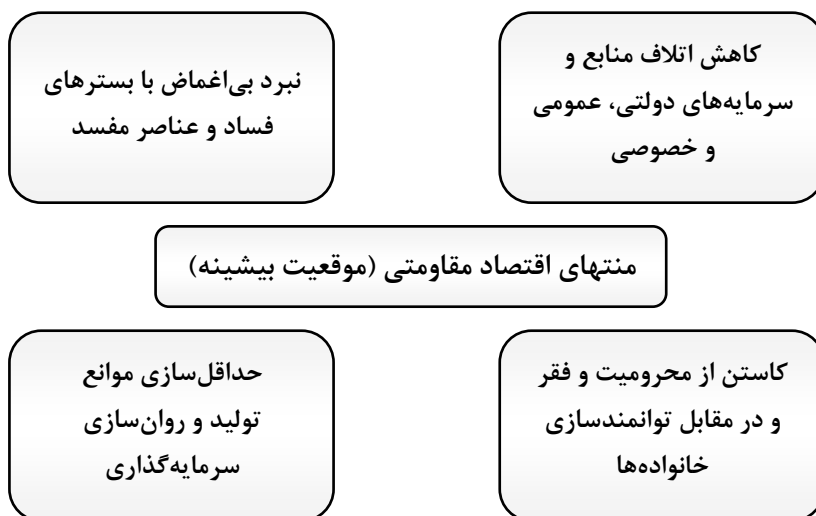 کاهش اتلاف منابع و
سرمایه‌های دولتی، عمومی
و خصوصی
نبرد بی‌اغماض با بسترهای
فساد و عناصر مفسد
منتهای اقتصاد مقاومتی (موقعیت بیشینه)
کاستن از محرومیت و فقر
و در مقابل توانمندسازی
خانواده‌ها
حداقل‌سازی موانع
تولید و روان‌سازی
سرمایه‌گذاری